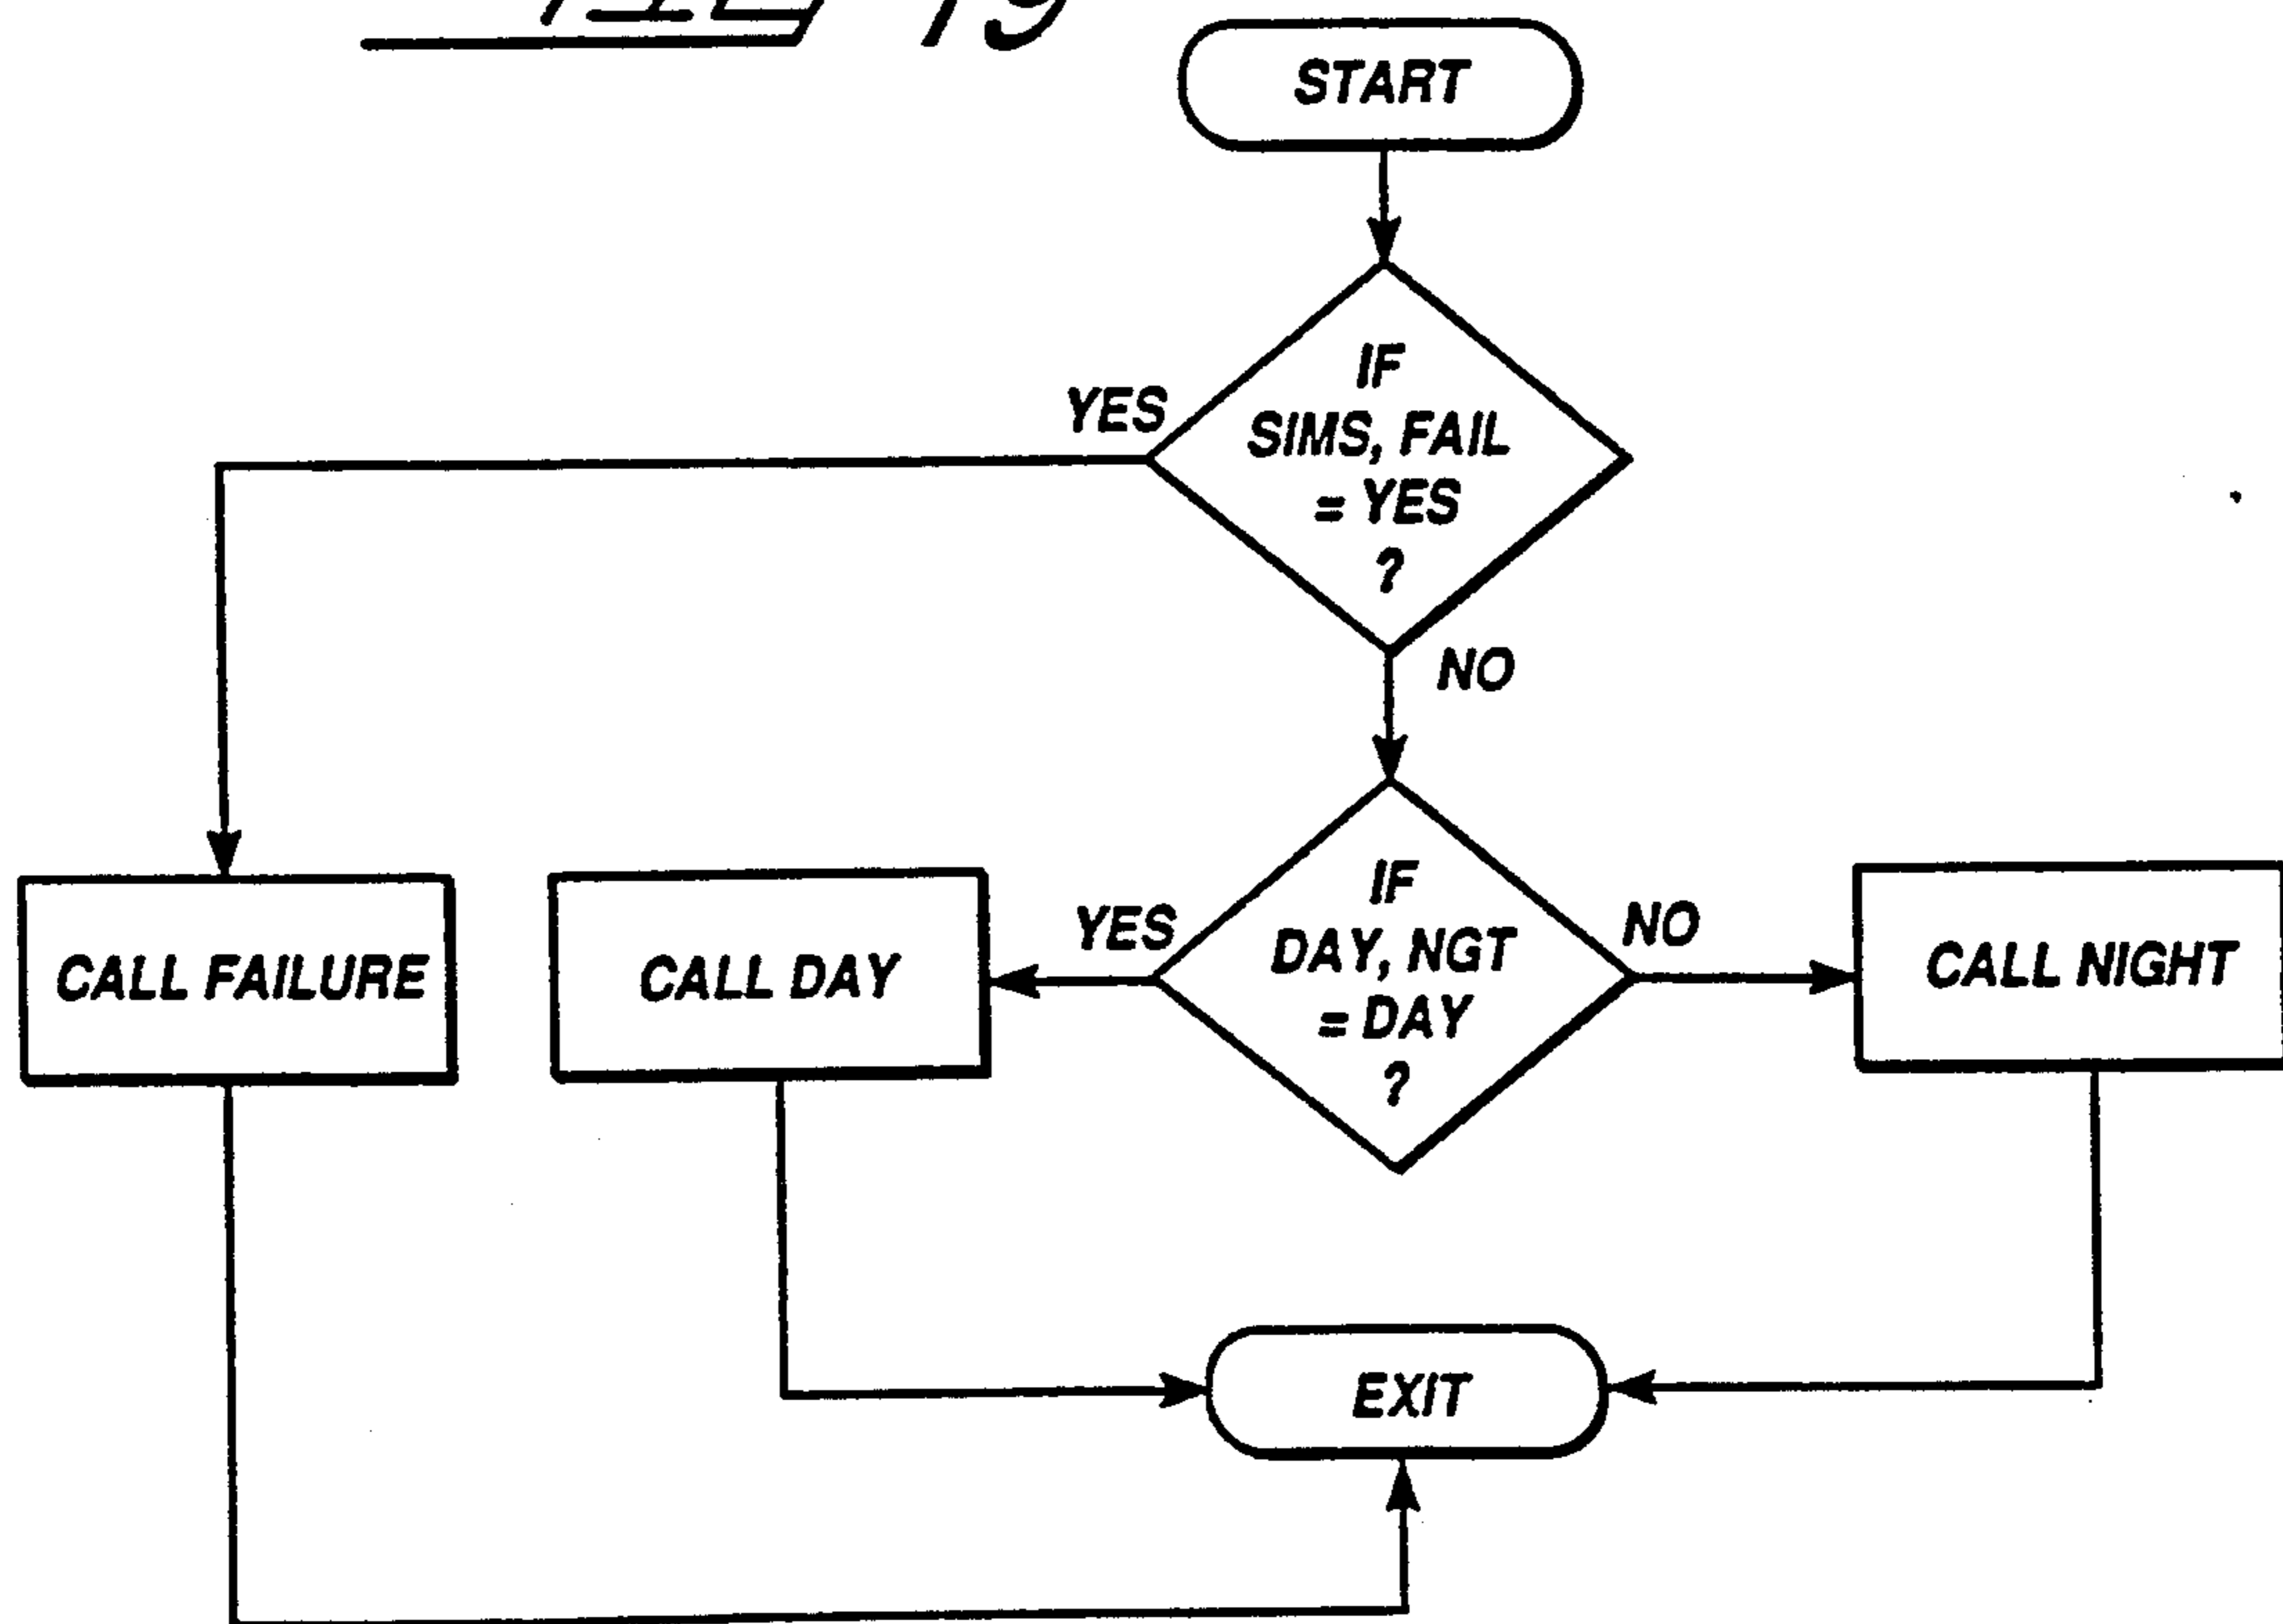 19
START
IF
SIMS, FAIL
= YES
?
YES
NO
IF
DAY, NGT
= DAY
?
YES
NO
CALL FAILURE
CALL DAY
CALL NIGHT
EXIT